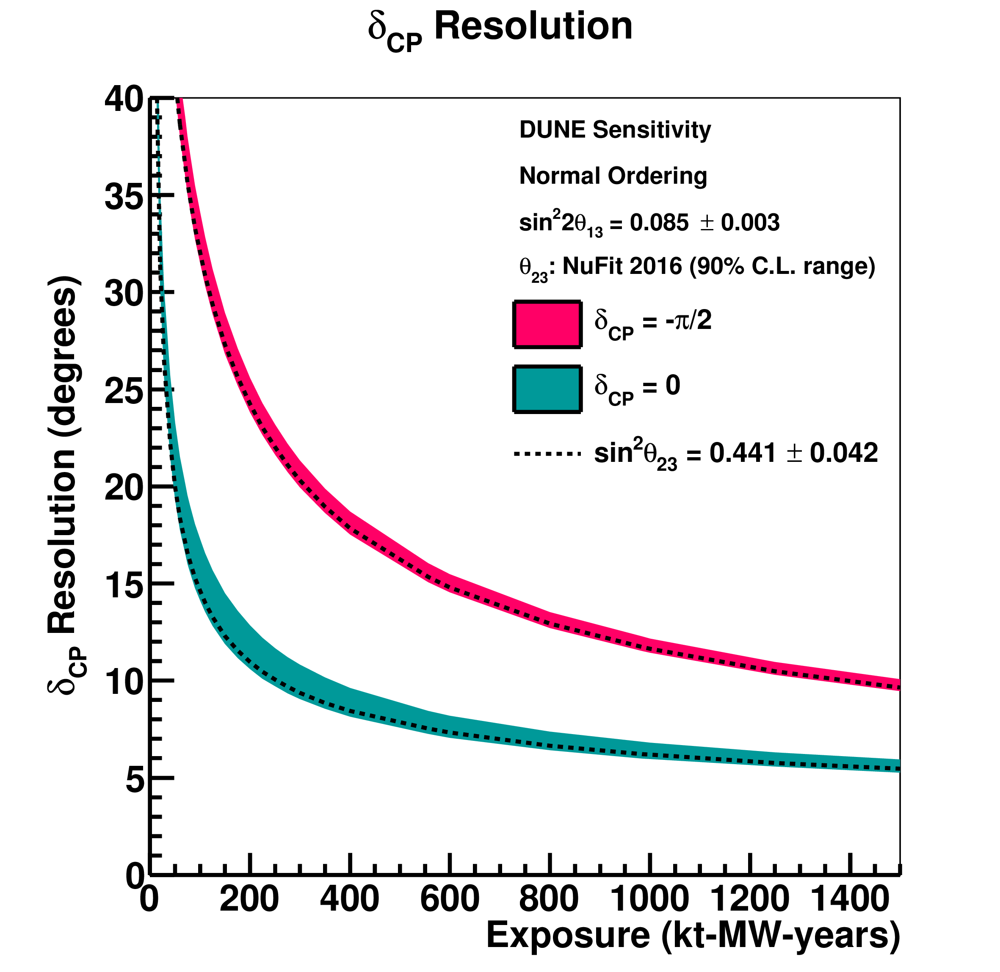 δCP Resolution
40
35
30
25
20
15
10
5
0
δCP Resolution (degrees)
DUNE Sensitivity
Normal Ordering
sin²2θ13 = 0.085 ± 0.003
θ23: NuFit 2016 (90% C.L. range)
δCP = -π/2
δCP = 0
sin²θ23 = 0.441 ± 0.042
0 200 400 600 800 1000 1200 1400
Exposure (kt-MW-years)